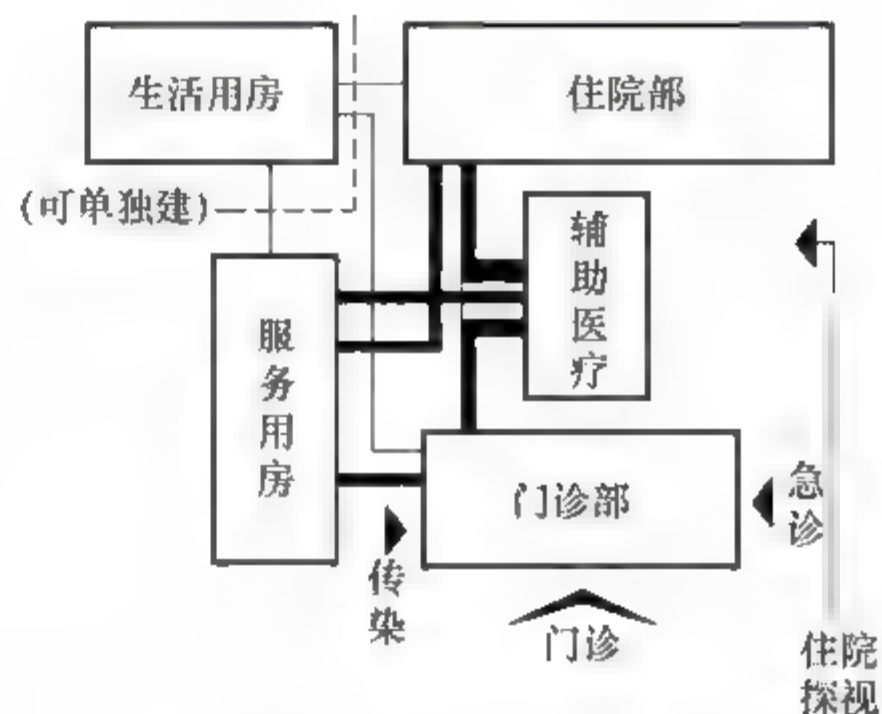 生活用房
住院部
(可单独建)
辅助医疗
服务用房
门诊部
急诊
传染
门诊
住院
探视